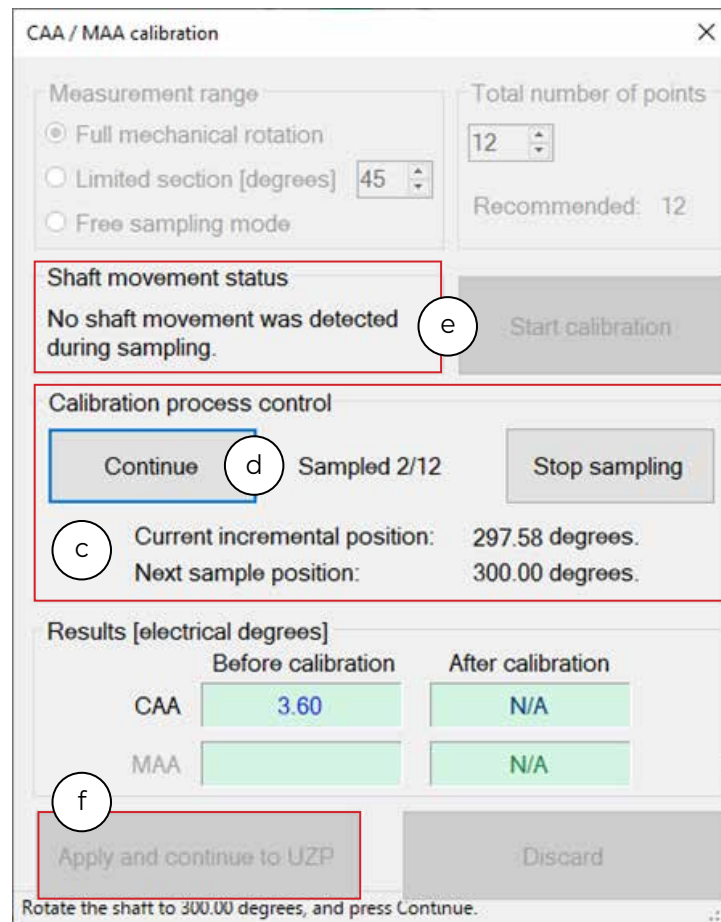 CAA / MAA calibration
Measurement range
Full mechanical rotation
Limited section [degrees] 45
Free sampling mode
Total number of points
12
Recommended: 12
Shaft movement status
No shaft movement was detected
during sampling.
e
Start calibration
Calibration process control
Continue d Sampled 2/12 Stop sampling
c
Current incremental position: 297.58 degrees.
Next sample position: 300.00 degrees.
Results [electrical degrees]
Before calibration After calibration
CAA 3.60 N/A
MAA N/A
f
Apply and continue to UZP Discard
Rotate the shaft to 300.00 degrees, and press Continue.